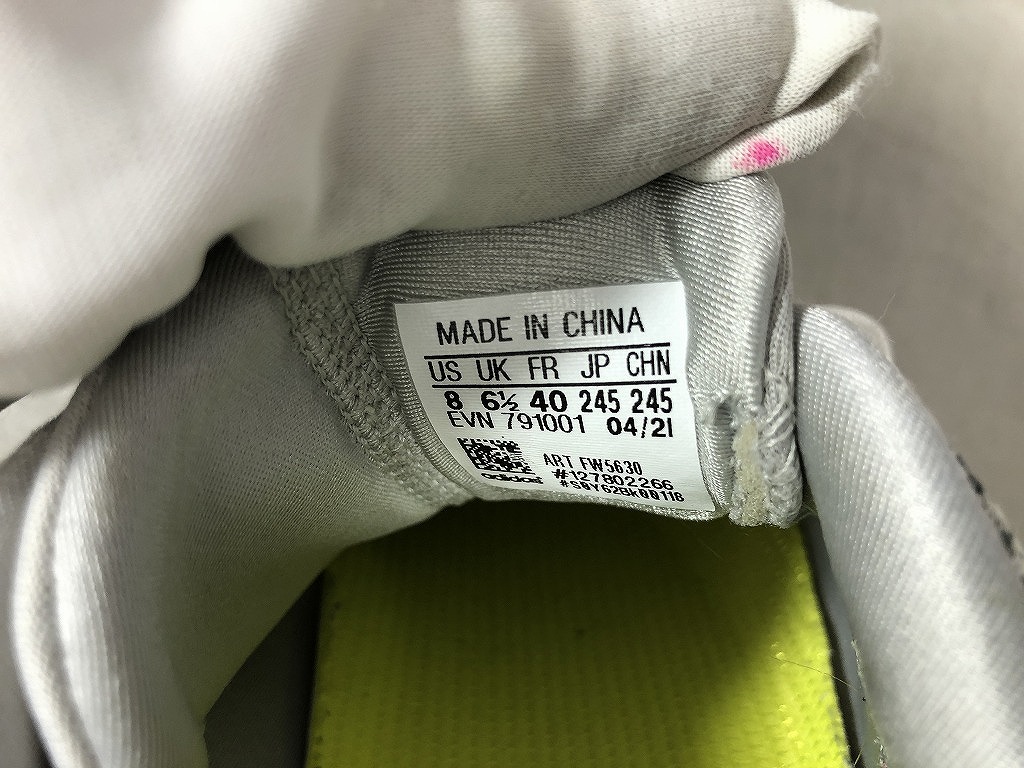 MADE IN CHINA
US UK FR JP CHN
8 6½ 40 245 245
EVN 791001 04/21
ART FW5630
#127802266
adidas #S0Y62Bk00116